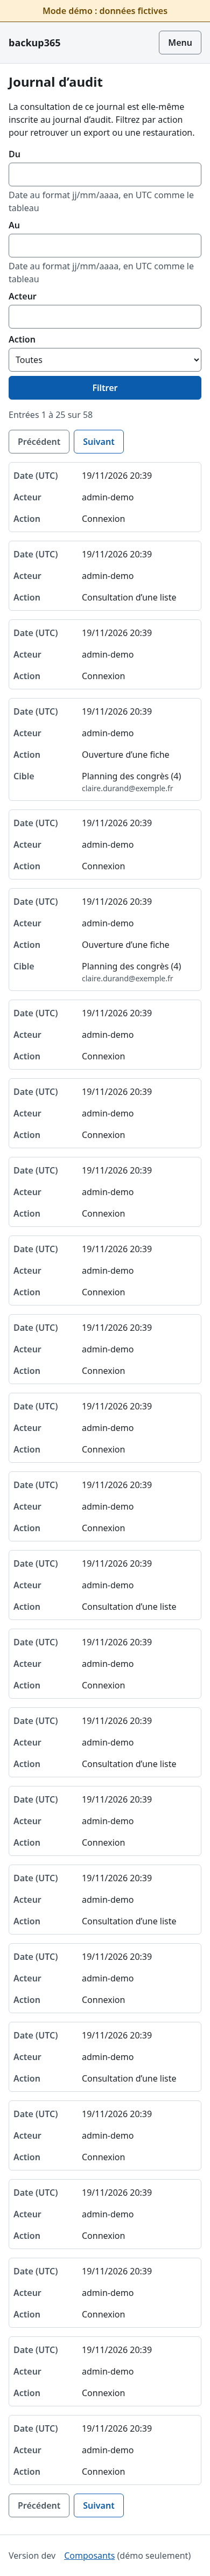 Mode démo : données fictives
backup365
Menu
Journal d’audit
La consultation de ce journal est elle-même
inscrite au journal d’audit. Filtrez par action
pour retrouver un export ou une restauration.
Du
Date au format jj/mm/aaaa, en UTC comme le
tableau
Au
Date au format jj/mm/aaaa, en UTC comme le
tableau
Acteur
Action
Toutes
Filtrer
Entrées 1 à 25 sur 58
Précédent Suivant
Date (UTC) 19/11/2026 20:39
Acteur admin-demo
Action Connexion
Date (UTC) 19/11/2026 20:39
Acteur admin-demo
Action Consultation d’une liste
Date (UTC) 19/11/2026 20:39
Acteur admin-demo
Action Connexion
Date (UTC) 19/11/2026 20:39
Acteur admin-demo
Action Ouverture d’une fiche
Cible Planning des congrès (4)
claire.durand@exemple.fr
Date (UTC) 19/11/2026 20:39
Acteur admin-demo
Action Connexion
Date (UTC) 19/11/2026 20:39
Acteur admin-demo
Action Ouverture d’une fiche
Cible Planning des congrès (4)
claire.durand@exemple.fr
Date (UTC) 19/11/2026 20:39
Acteur admin-demo
Action Connexion
Date (UTC) 19/11/2026 20:39
Acteur admin-demo
Action Connexion
Date (UTC) 19/11/2026 20:39
Acteur admin-demo
Action Connexion
Date (UTC) 19/11/2026 20:39
Acteur admin-demo
Action Connexion
Date (UTC) 19/11/2026 20:39
Acteur admin-demo
Action Connexion
Date (UTC) 19/11/2026 20:39
Acteur admin-demo
Action Connexion
Date (UTC) 19/11/2026 20:39
Acteur admin-demo
Action Connexion
Date (UTC) 19/11/2026 20:39
Acteur admin-demo
Action Consultation d’une liste
Date (UTC) 19/11/2026 20:39
Acteur admin-demo
Action Connexion
Date (UTC) 19/11/2026 20:39
Acteur admin-demo
Action Consultation d’une liste
Date (UTC) 19/11/2026 20:39
Acteur admin-demo
Action Connexion
Date (UTC) 19/11/2026 20:39
Acteur admin-demo
Action Consultation d’une liste
Date (UTC) 19/11/2026 20:39
Acteur admin-demo
Action Connexion
Date (UTC) 19/11/2026 20:39
Acteur admin-demo
Action Consultation d’une liste
Date (UTC) 19/11/2026 20:39
Acteur admin-demo
Action Connexion
Date (UTC) 19/11/2026 20:39
Acteur admin-demo
Action Connexion
Date (UTC) 19/11/2026 20:39
Acteur admin-demo
Action Connexion
Date (UTC) 19/11/2026 20:39
Acteur admin-demo
Action Connexion
Date (UTC) 19/11/2026 20:39
Acteur admin-demo
Action Connexion
Précédent Suivant
Version dev Composants (démo seulement)